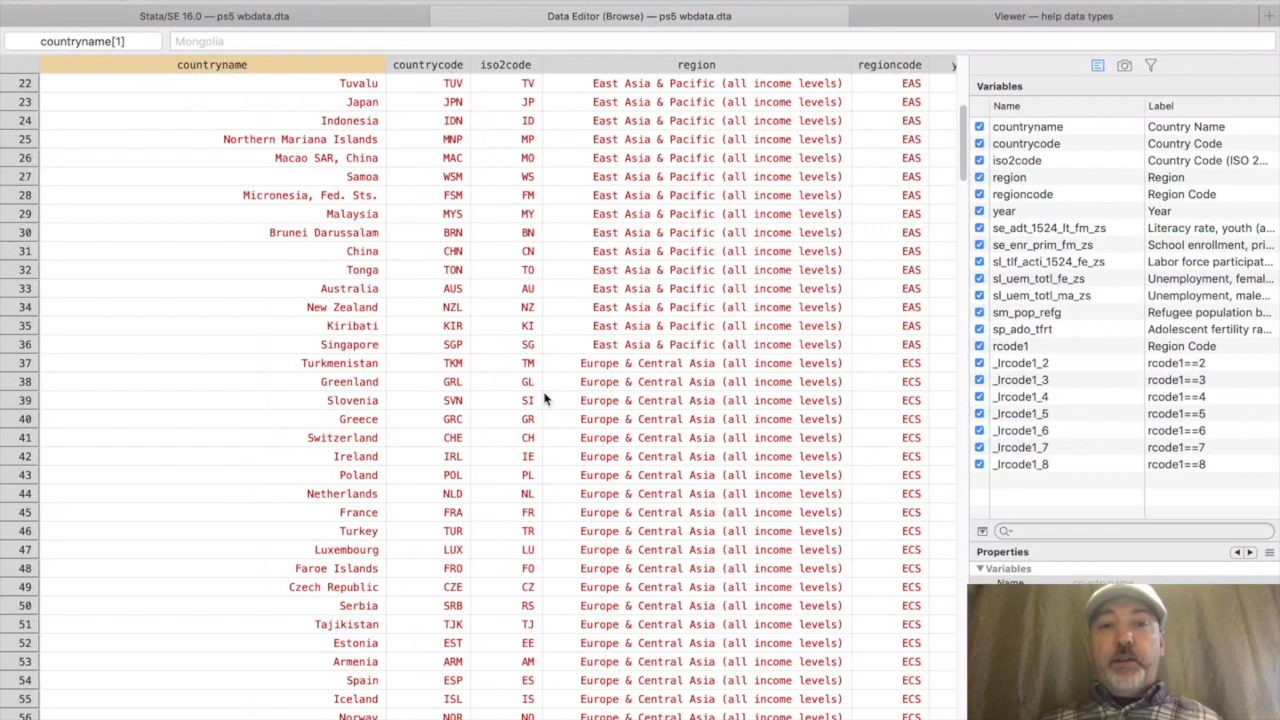 Stata/SE 16.0 — ps5 wbdata.dta Data Editor (Browse) — ps5 wbdata.dta Viewer — help data types
countryname[1] Mongolia
countryname countrycode iso2code region regioncode y
22 Tuvalu TUV TV East Asia & Pacific (all income levels) EAS
23 Japan JPN JP East Asia & Pacific (all income levels) EAS
24 Indonesia IDN ID East Asia & Pacific (all income levels) EAS
25 Northern Mariana Islands MNP MP East Asia & Pacific (all income levels) EAS
26 Macao SAR, China MAC MO East Asia & Pacific (all income levels) EAS
27 Samoa WSM WS East Asia & Pacific (all income levels) EAS
28 Micronesia, Fed. Sts. FSM FM East Asia & Pacific (all income levels) EAS
29 Malaysia MYS MY East Asia & Pacific (all income levels) EAS
30 Brunei Darussalam BRN BN East Asia & Pacific (all income levels) EAS
31 China CHN CN East Asia & Pacific (all income levels) EAS
32 Tonga TON TO East Asia & Pacific (all income levels) EAS
33 Australia AUS AU East Asia & Pacific (all income levels) EAS
34 New Zealand NZL NZ East Asia & Pacific (all income levels) EAS
35 Kiribati KIR KI East Asia & Pacific (all income levels) EAS
36 Singapore SGP SG East Asia & Pacific (all income levels) EAS
37 Turkmenistan TKM TM Europe & Central Asia (all income levels) ECS
38 Greenland GRL GL Europe & Central Asia (all income levels) ECS
39 Slovenia SVN SI Europe & Central Asia (all income levels) ECS
40 Greece GRC GR Europe & Central Asia (all income levels) ECS
41 Switzerland CHE CH Europe & Central Asia (all income levels) ECS
42 Ireland IRL IE Europe & Central Asia (all income levels) ECS
43 Poland POL PL Europe & Central Asia (all income levels) ECS
44 Netherlands NLD NL Europe & Central Asia (all income levels) ECS
45 France FRA FR Europe & Central Asia (all income levels) ECS
46 Turkey TUR TR Europe & Central Asia (all income levels) ECS
47 Luxembourg LUX LU Europe & Central Asia (all income levels) ECS
48 Faroe Islands FRO FO Europe & Central Asia (all income levels) ECS
49 Czech Republic CZE CZ Europe & Central Asia (all income levels) ECS
50 Serbia SRB RS Europe & Central Asia (all income levels) ECS
51 Tajikistan TJK TJ Europe & Central Asia (all income levels) ECS
52 Estonia EST EE Europe & Central Asia (all income levels) ECS
53 Armenia ARM AM Europe & Central Asia (all income levels) ECS
54 Spain ESP ES Europe & Central Asia (all income levels) ECS
55 Iceland ISL IS Europe & Central Asia (all income levels) ECS
56 Norway NOR NO Europe & Central Asia (all income levels) ECS
Variables
Name Label
countryname Country Name
countrycode Country Code
iso2code Country Code (ISO 2...
region Region
regioncode Region Code
year Year
se_adt_1524_lt_fm_zs Literacy rate, youth (a...
se_enr_prim_fm_zs School enrollment, pri...
sl_tlf_acti_1524_fe_zs Labor force participat...
sl_uem_totl_fe_zs Unemployment, femal...
sl_uem_totl_ma_zs Unemployment, male...
sm_pop_refg Refugee population b...
sp_ado_tfrt Adolescent fertility ra...
rcode1 Region Code
_Ircode1_2 rcode1==2
_Ircode1_3 rcode1==3
_Ircode1_4 rcode1==4
_Ircode1_5 rcode1==5
_Ircode1_6 rcode1==6
_Ircode1_7 rcode1==7
_Ircode1_8 rcode1==8
Properties
Variables
Name countryname